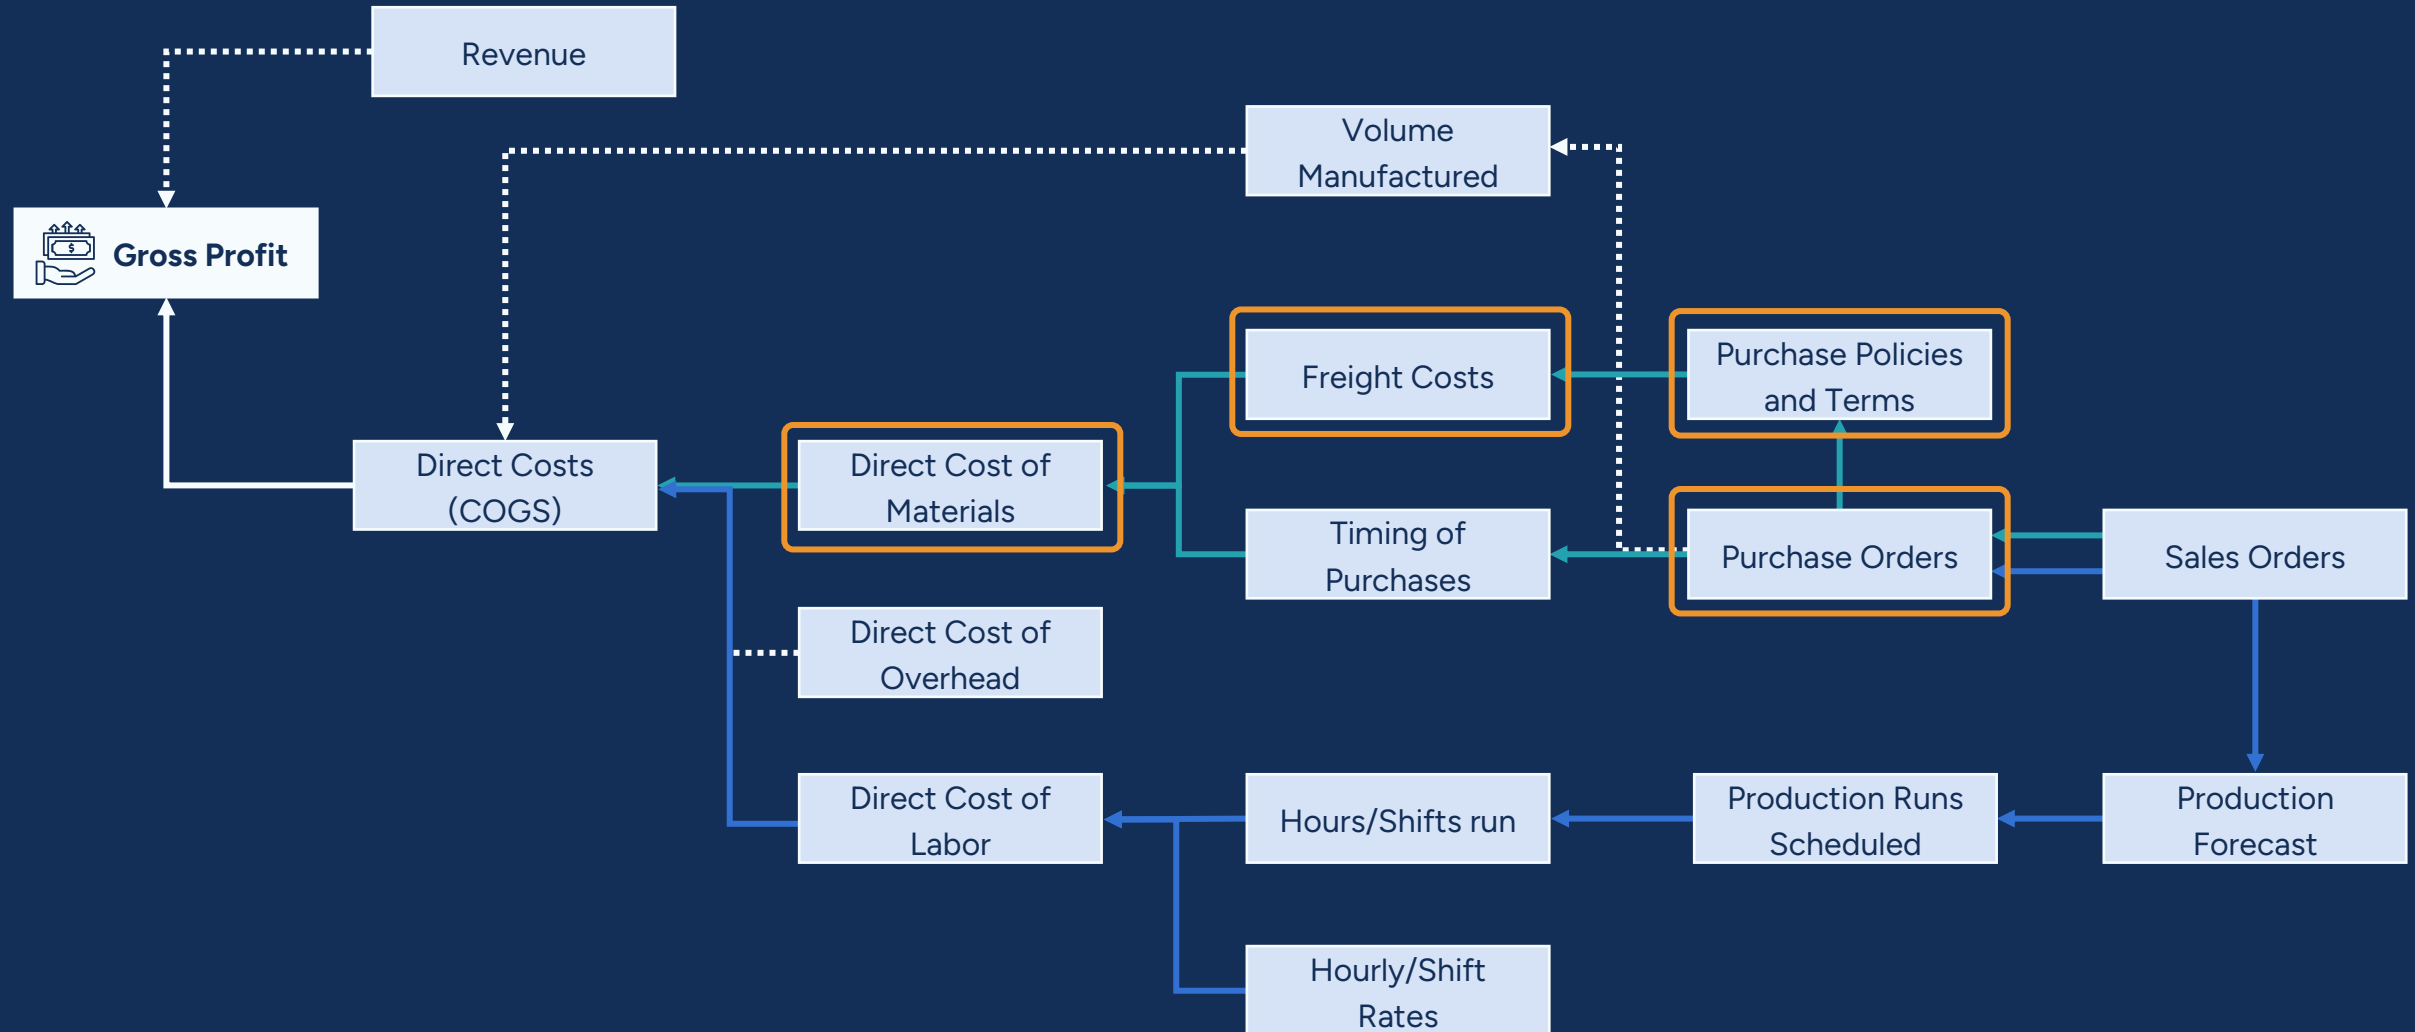 Revenue
Volume
Manufactured
$
Gross Profit
Freight Costs
Purchase Policies
and Terms
Direct Costs
(COGS)
Direct Cost of
Materials
Timing of
Purchases
Purchase Orders
Sales Orders
Direct Cost of
Overhead
Direct Cost of
Labor
Hours/Shifts run
Production Runs
Scheduled
Production
Forecast
Hourly/Shift
Rates